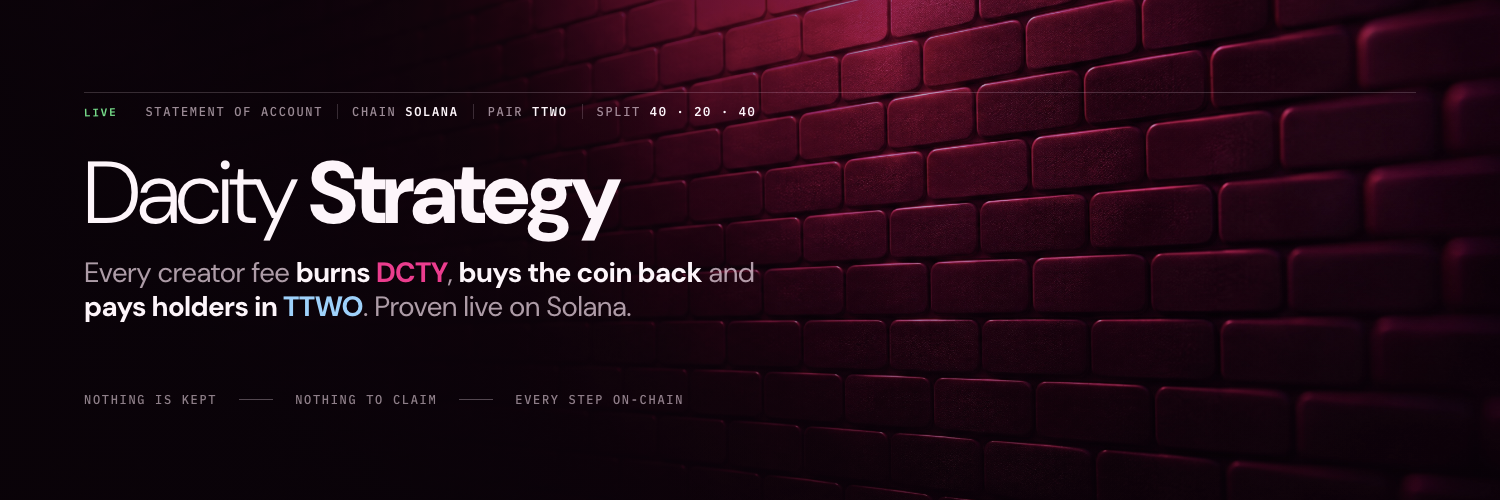 LIVE STATEMENT OF ACCOUNT CHAIN SOLANA PAIR TTWO SPLIT 40 · 20 · 40
Dacity Strategy
Every creator fee burns DCTY, buys the coin back and
pays holders in TTWO. Proven live on Solana.
NOTHING IS KEPT NOTHING TO CLAIM EVERY STEP ON-CHAIN